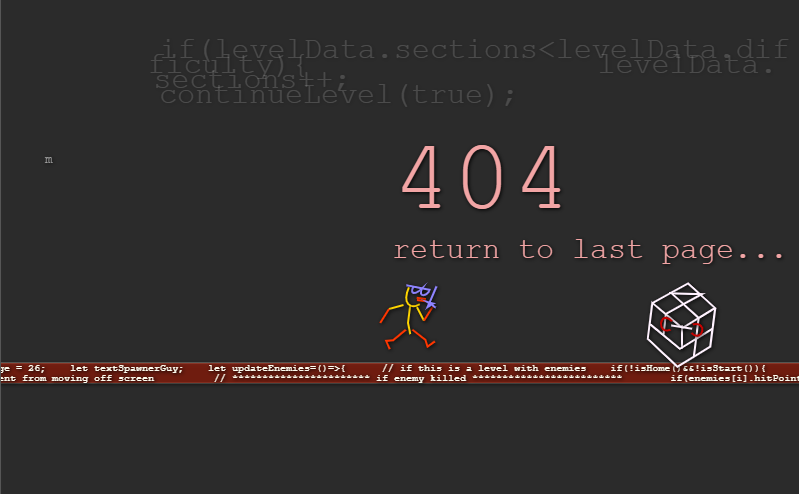 if(levelData.sections<levelData.dif
ficulty){ levelData.
sections++;
continueLevel(true);
m
404
return to last page...
ge = 26; let textSpawnerGuy; let updateEnemies=()=>{ // if this is a level with enemies if(!isHome()&&!isStart()){
ent from moving off screen // *********************** if enemy killed ************************* if(enemies[i].hitPoint